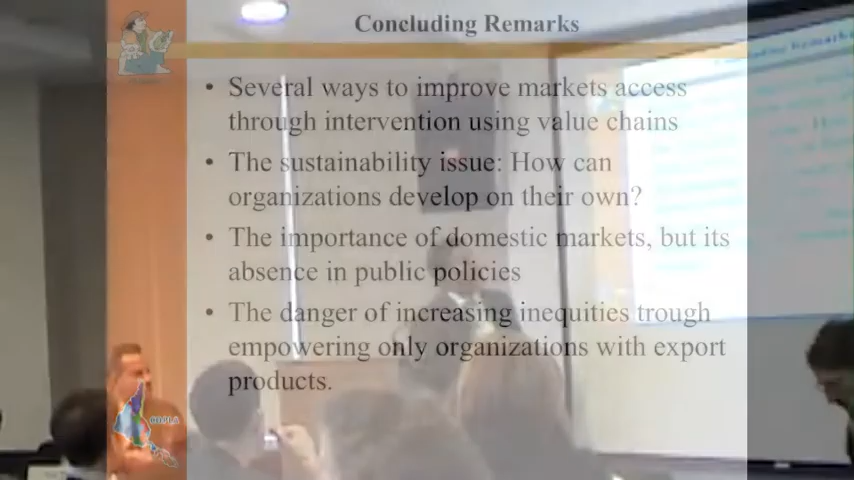 Concluding Remarks
• Several ways to improve markets access
through intervention using value chains
• The sustainability issue: How can
organizations develop on their own?
• The importance of domestic markets, but its
absence in public policies
• The danger of increasing inequities trough
empowering only organizations with export
products.